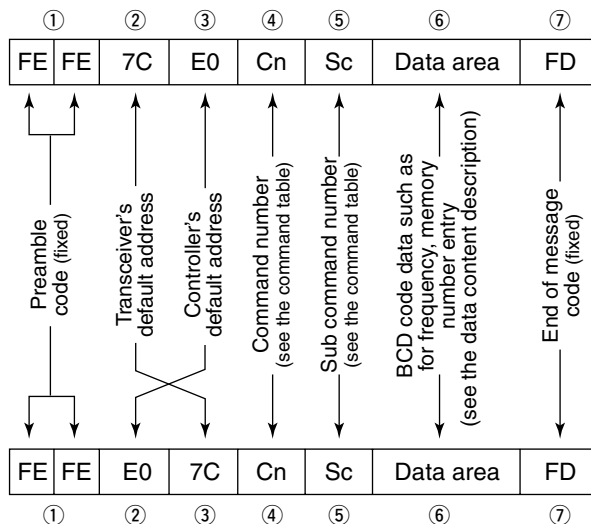 ① ② ③ ④ ⑤ ⑥ ⑦
FE FE 7C E0 Cn Sc Data area FD
Preamble
code (fixed)
Transceiver's
default address
Controller's
default address
Command number
(see the command table)
Sub command number
(see the command table)
BCD code data such as
for frequency, memory
number entry
(see the data content description)
End of message
code (fixed)
FE FE E0 7C Cn Sc Data area FD
① ② ③ ④ ⑤ ⑥ ⑦